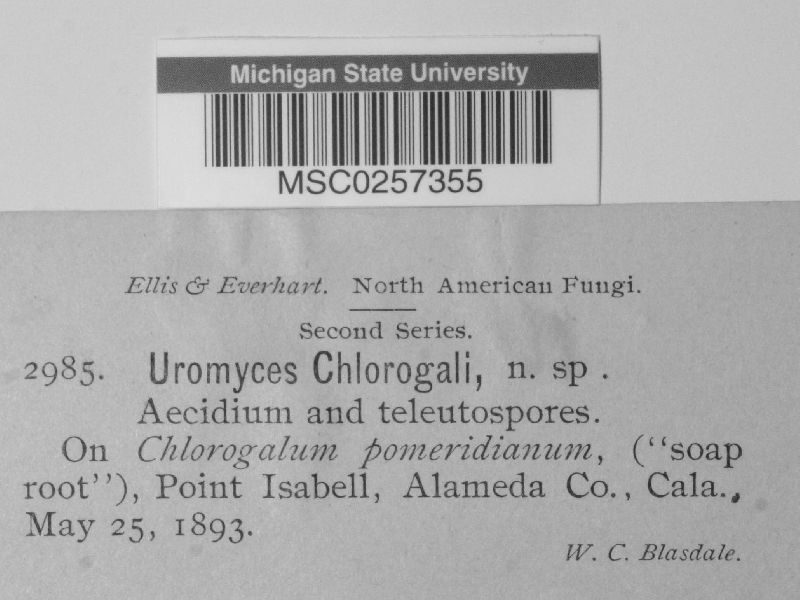 Michigan State University
MSC0257355
Ellis & Everhart. North American Fungi.
Second Series.
2985. Uromyces Chlorogali, n. sp.
Aecidium and teleutospores.
On Chlorogalum pomeridianum, (“soap
root”), Point Isabell, Alameda Co., Cala.,
May 25, 1893.
W. C. Blasdale.